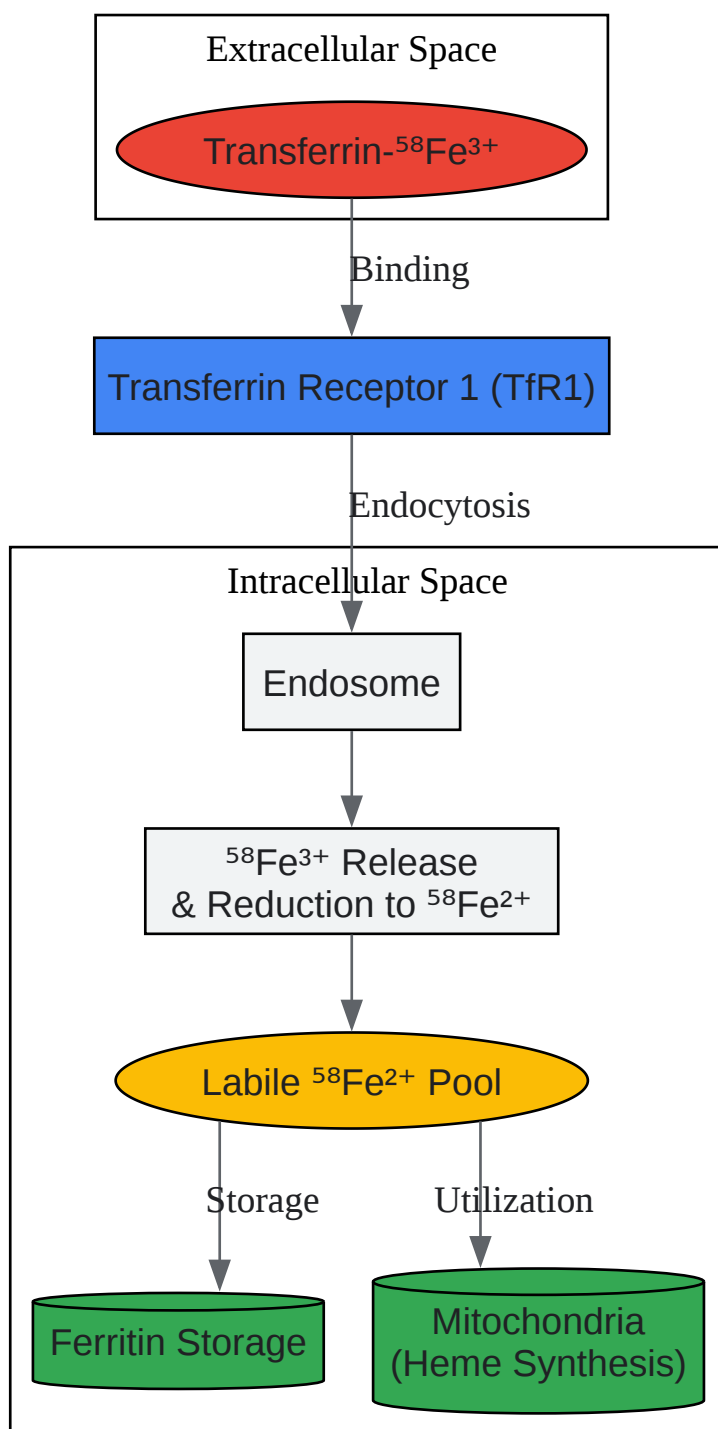 Extracellular Space
Transferrin-⁵⁸Fe³⁺
Binding
Transferrin Receptor 1 (TfR1)
Endocytosis
Intracellular Space
Endosome
⁵⁸Fe³⁺ Release
& Reduction to ⁵⁸Fe²⁺
Labile ⁵⁸Fe²⁺ Pool
Storage
Utilization
Ferritin Storage
Mitochondria
(Heme Synthesis)